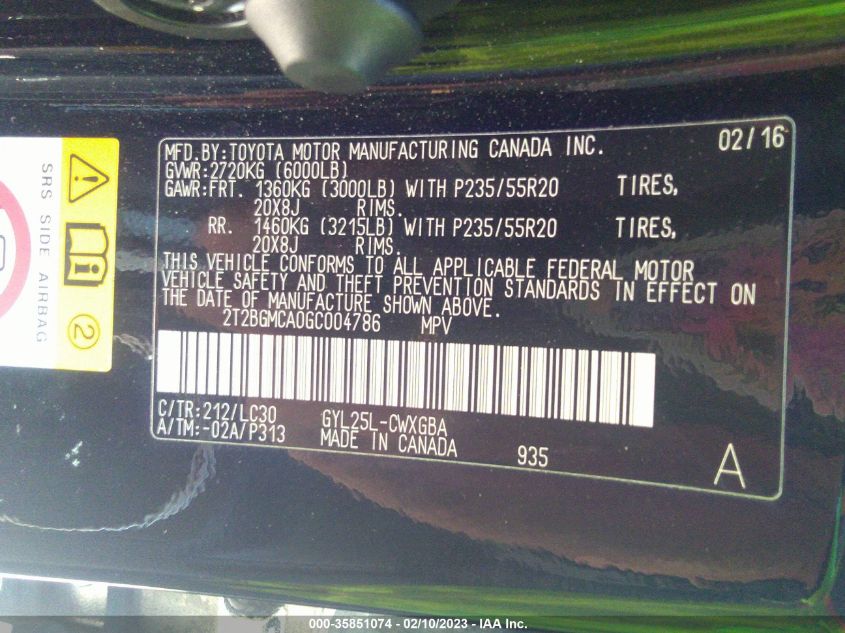 MFD.BY:TOYOTA MOTOR MANUFACTURING CANADA INC. 02/16
GVWR:2720KG (6000LB)
GAWR:FRT. 1360KG (3000LB) WITH P235/55R20 TIRES,
20X8J RIMS.
RR. 1460KG (3215LB) WITH P235/55R20 TIRES,
20X8J RIMS.
THIS VEHICLE CONFORMS TO ALL APPLICABLE FEDERAL MOTOR
VEHICLE SAFETY AND THEFT PREVENTION STANDARDS IN EFFECT ON
THE DATE OF MANUFACTURE SHOWN ABOVE.
2T2BGMCA0GC004786 MPV
C/TR:212/LC30 GYL25L-CWXGBA
A/TM:-02A/P313 MADE IN CANADA 935 A
SRS SIDE AIRBAG
2
000-35851074 - 02/10/2023 - IAA Inc.